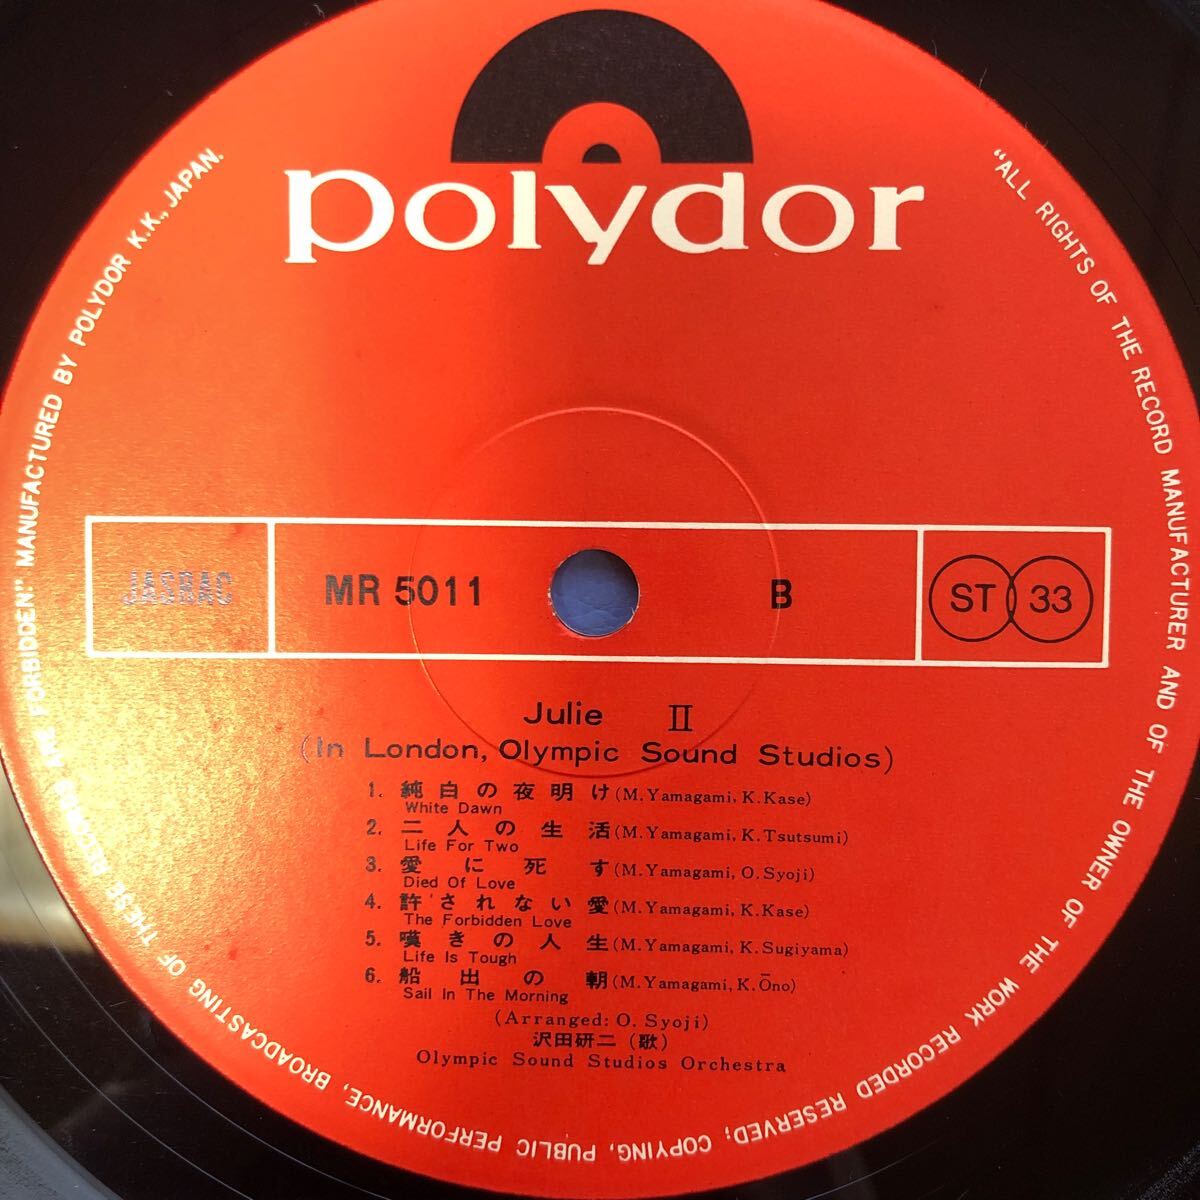 polydor
JASRAC
MR 5011
B
ST 33
Julie II
(In London, Olympic Sound Studios)
1. 純白の夜明け (M. Yamagami, K. Kase)
White Dawn
2. 二人の生活 (M. Yamagami, K. Tsutsumi)
Life For Two
3. 愛に死す (M. Yamagami, O. Syoji)
Died Of Love
4. 許されない愛 (M. Yamagami, K. Kase)
The Forbidden Love
5. 嘆きの人生 (M. Yamagami, K. Sugiyama)
Life Is Tough
6. 船出の朝 (M. Yamagami, K. Ōno)
Sail In The Morning
(Arranged: O. Syoji)
沢田研二 (歌)
Olympic Sound Studios Orchestra
"ALL RIGHTS OF THE RECORD MANUFACTURER AND OF THE OWNER OF THE WORK RECORDED RESERVED; COPYING, PUBLIC PERFORMANCE, BROADCASTING OF THESE RECORDS ARE FORBIDDEN" MANUFACTURED BY POLYDOR K.K., JAPAN.